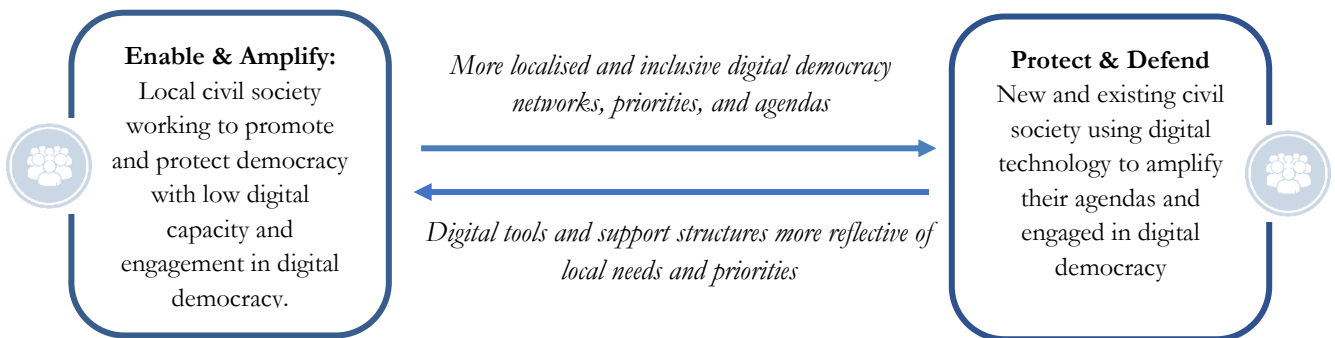 Enable & Amplify:
Local civil society
working to promote
and protect democracy
with low digital
capacity and
engagement in digital
democracy.
More localised and inclusive digital democracy
networks, priorities, and agendas
Digital tools and support structures more reflective of
local needs and priorities
Protect & Defend
New and existing civil
society using digital
technology to amplify
their agendas and
engaged in digital
democracy